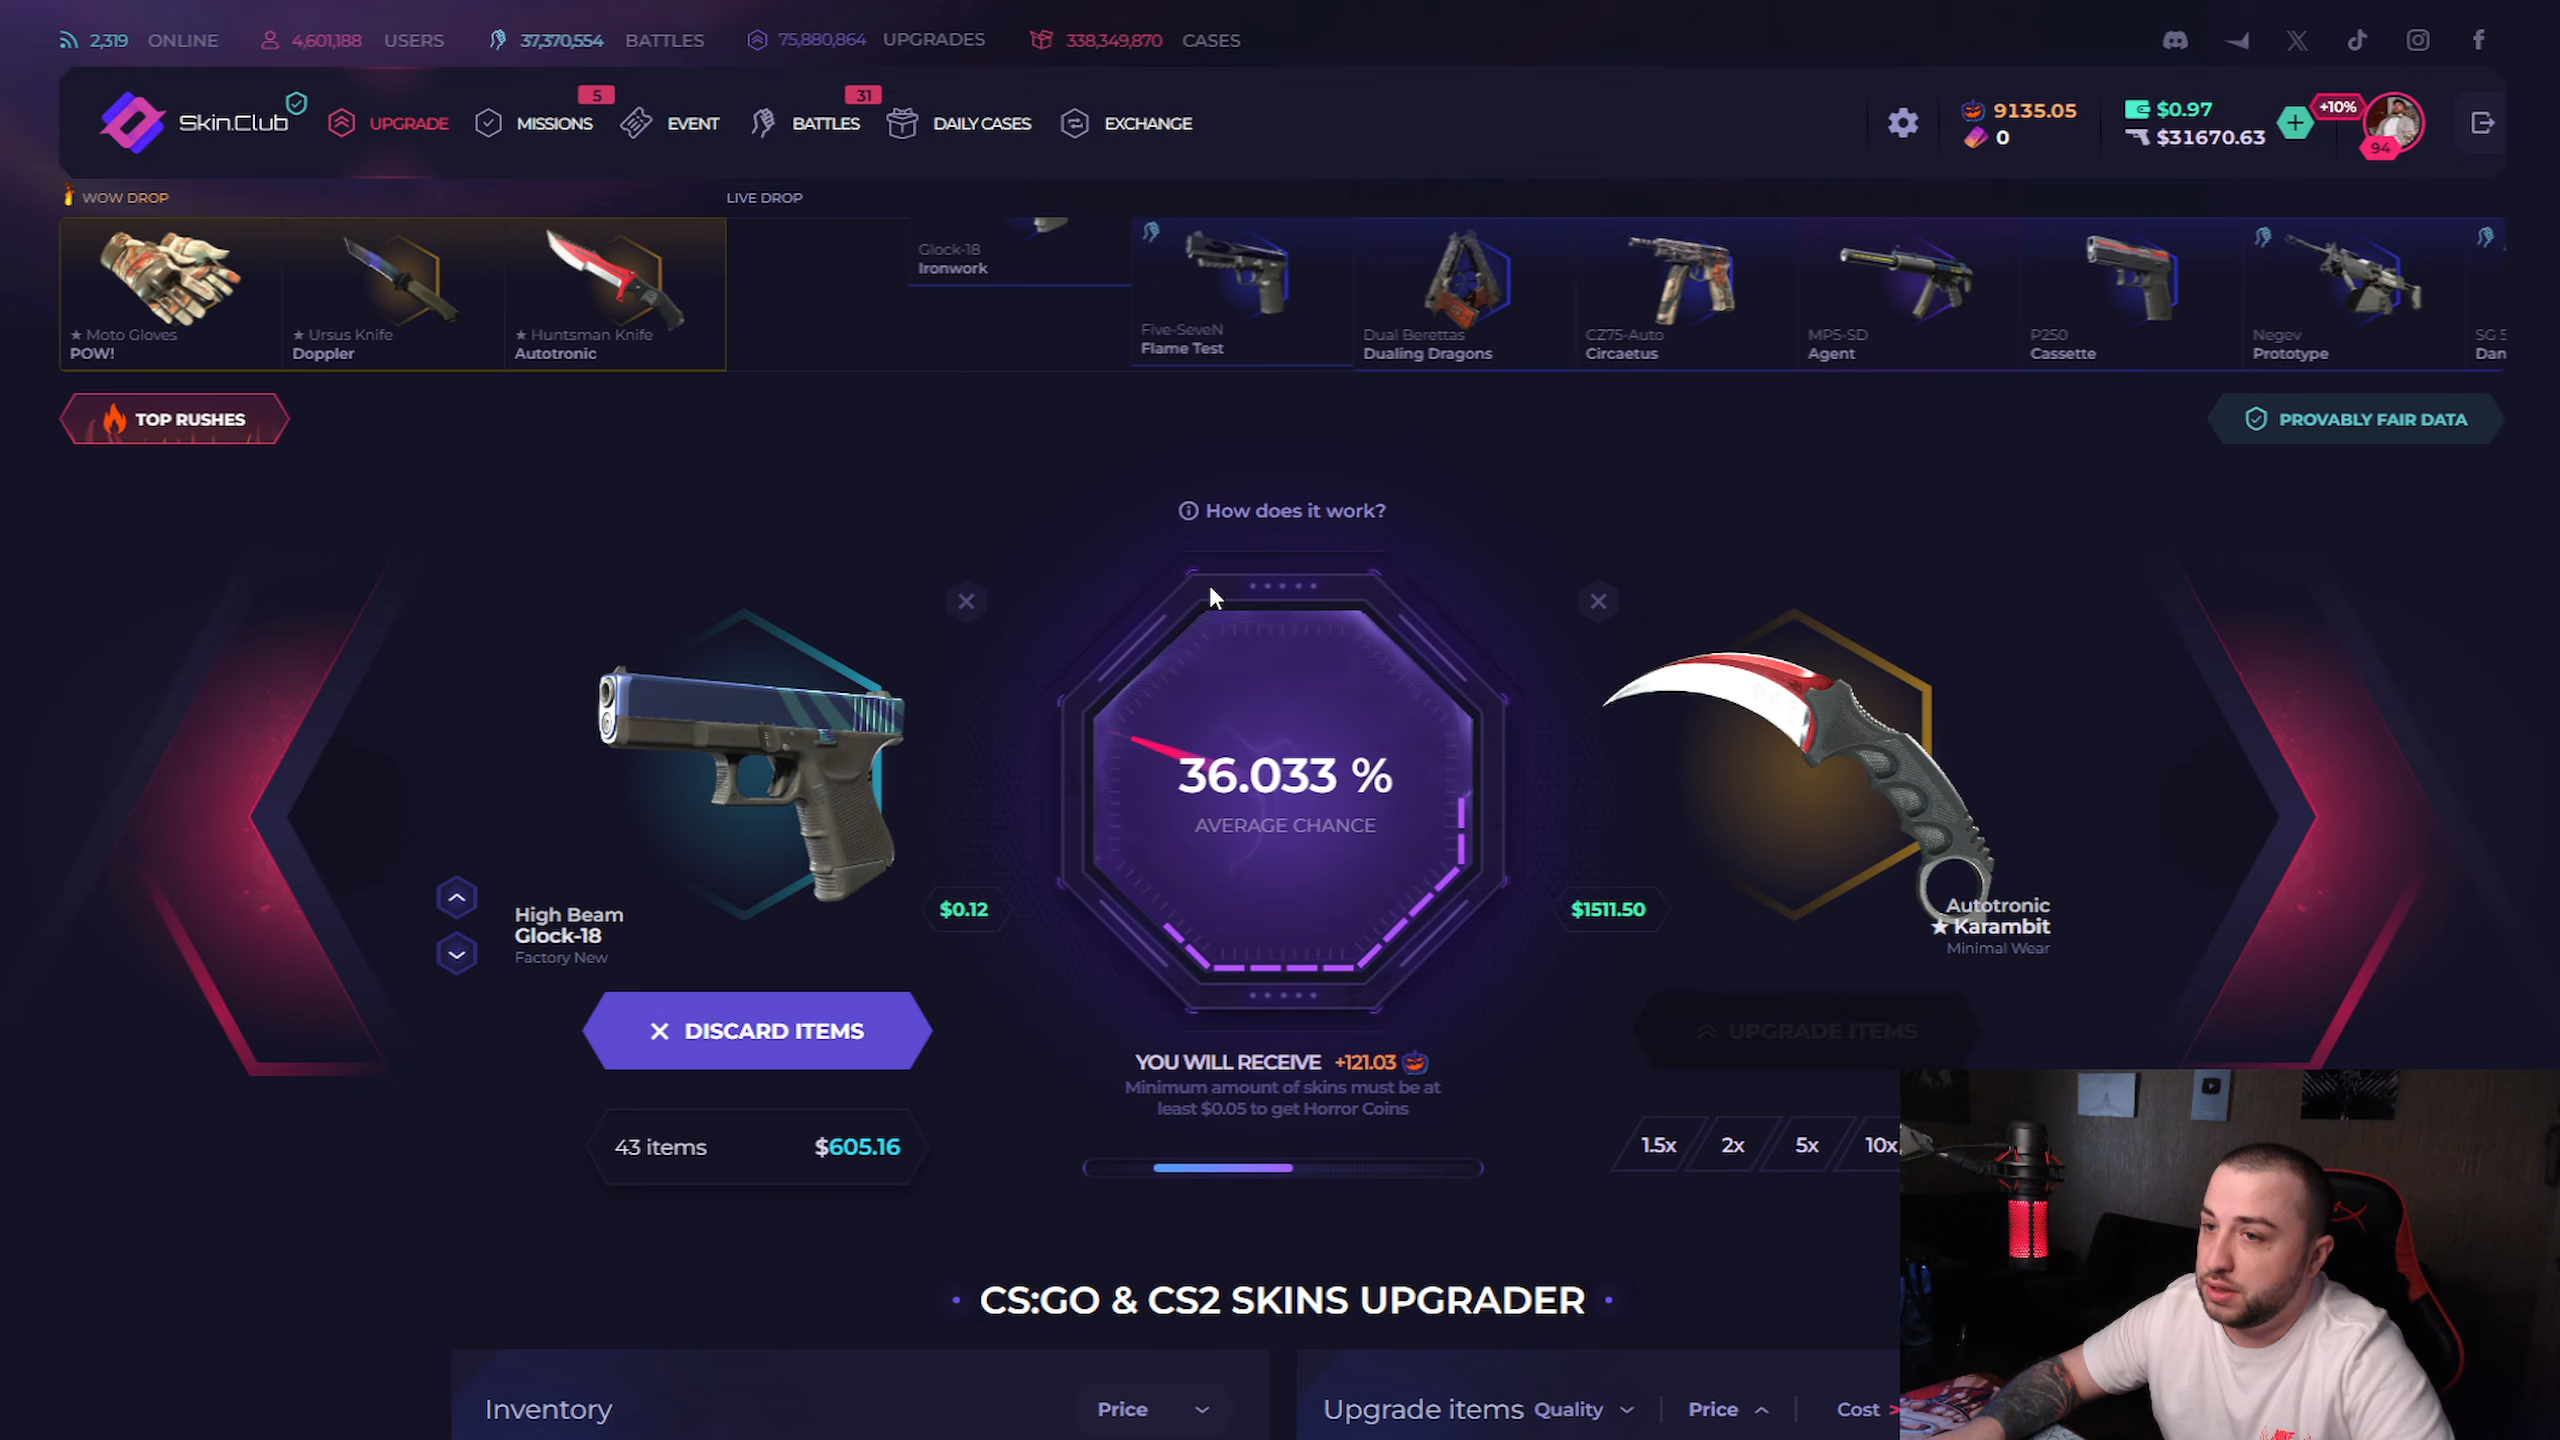 2,319 ONLINE 4,601,188 USERS 37,370,554 BATTLES 75,880,864 UPGRADES 338,349,870 CASES
Skin.Club UPGRADE 5 MISSIONS EVENT 31 BATTLES DAILY CASES EXCHANGE
9135.05
0
$0.97
$31670.63
+10%
94
WOW DROP
LIVE DROP
★ Moto Gloves
POW!
★ Ursus Knife
Doppler
★ Huntsman Knife
Autotronic
Glock-18
Ironwork
Five-SeveN
Flame Test
Dual Berettas
Dualing Dragons
CZ75-Auto
Circaetus
MP5-SD
Agent
P250
Cassette
Negev
Prototype
SG 5
Dan
TOP RUSHES
PROVABLY FAIR DATA
How does it work?
36.033 %
AVERAGE CHANCE
$0.12
$1511.50
High Beam
Glock-18
Factory New
Autotronic
★ Karambit
Minimal Wear
DISCARD ITEMS
UPGRADE ITEMS
YOU WILL RECEIVE +121.03
Minimum amount of skins must be at
least $0.05 to get Horror Coins
43 items $605.16
1.5x 2x 5x 10x
CS:GO & CS2 SKINS UPGRADER
Inventory Price
Upgrade items Quality Price Cost >